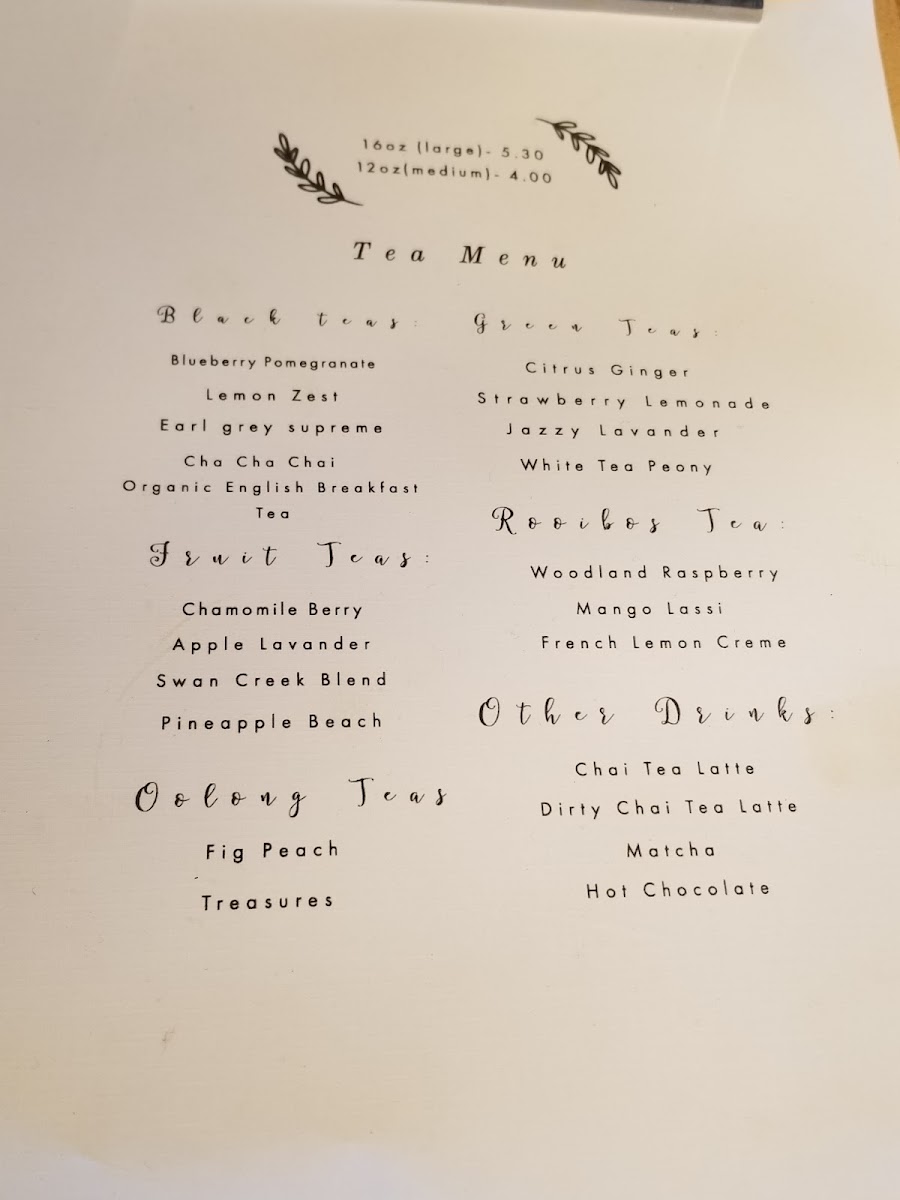 16oz (large)- 5.30
12oz(medium)- 4.00
Tea Menu
Black teas:
Blueberry Pomegranate
Lemon Zest
Earl grey supreme
Cha Cha Chai
Organic English Breakfast
Tea
Fruit Teas:
Chamomile Berry
Apple Lavander
Swan Creek Blend
Pineapple Beach
Oolong Teas
Fig Peach
Treasures
Green Teas:
Citrus Ginger
Strawberry Lemonade
Jazzy Lavander
White Tea Peony
Rooibos Tea:
Woodland Raspberry
Mango Lassi
French Lemon Creme
Other Drinks:
Chai Tea Latte
Dirty Chai Tea Latte
Matcha
Hot Chocolate